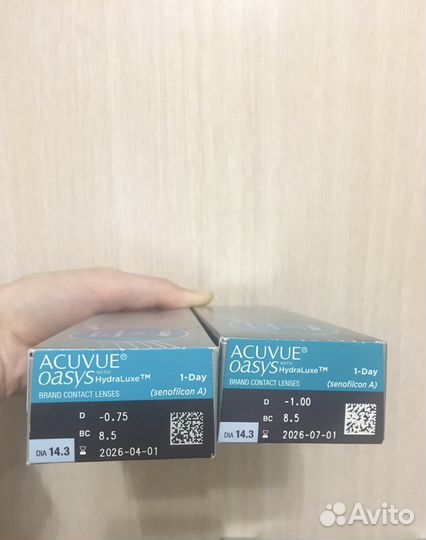 ACUVUE®
OASYS WITH HydraLuxe™ 1-Day
BRAND CONTACT LENSES (senofilcon A)
D -0.75
BC 8.5
DIA 14.3 2026-04-01
ACUVUE®
OASYS WITH HydraLuxe™ 1-Day
BRAND CONTACT LENSES (senofilcon A)
D -1.00
BC 8.5
DIA 14.3 2026-07-01
Avito